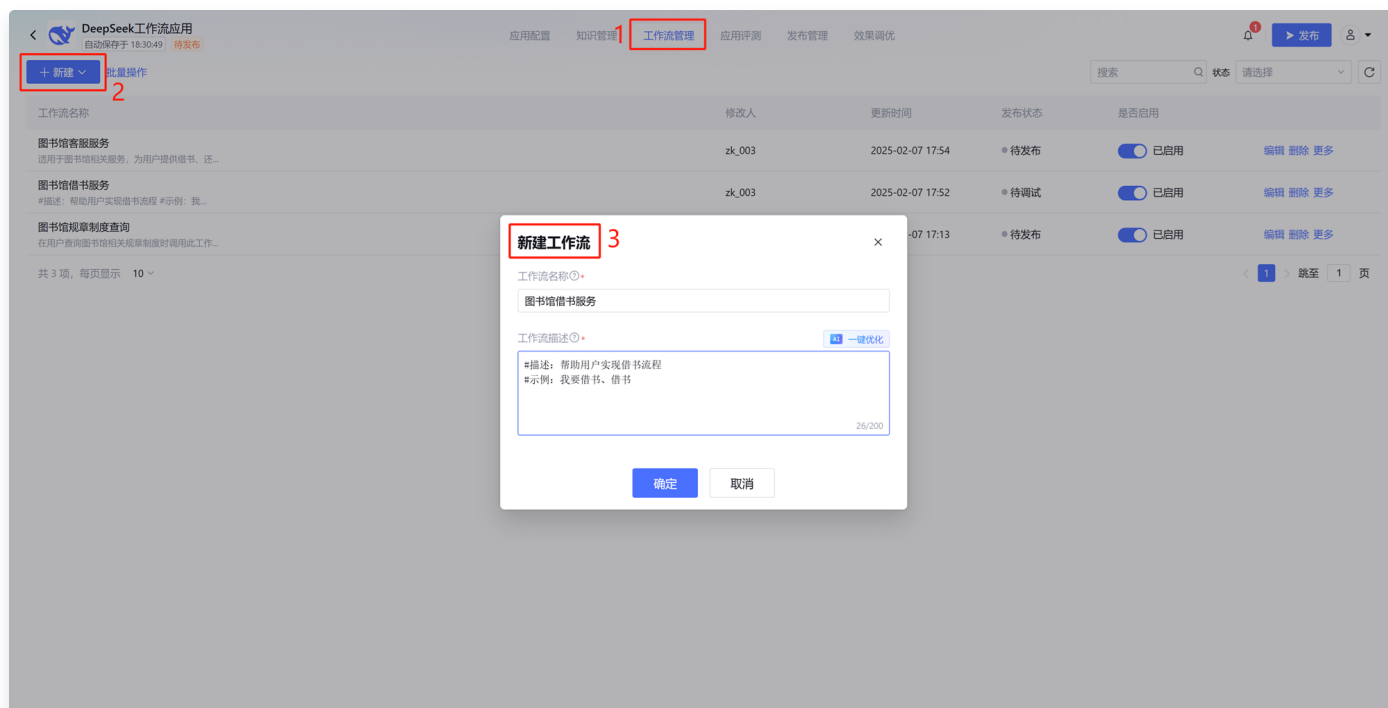 DeepSeek工作流应用
自动保存于 18:30:49 待发布
应用配置 知识管理 1 工作流管理 应用评测 发布管理 效果调优
1 发布
新建 批量操作
2
搜索 状态 请选择
工作流名称 修改人 更新时间 发布状态 是否启用
图书馆客服服务
适用于图书馆相关服务，为用户提供借书、还...
zk_003 2025-02-07 17:54 待发布 已启用 编辑 删除 更多
图书馆借书服务
#描述：帮助用户实现借书流程 #示例：我...
zk_003 2025-02-07 17:52 待调试 已启用 编辑 删除 更多
图书馆规章制度查询
在用户查询图书馆相关规章制度时调用此工作...
-07 17:13 待发布 已启用 编辑 删除 更多
共 3 项，每页显示 10
1 跳至 1 页
新建工作流 3
工作流名称
图书馆借书服务
工作流描述
AI 一键优化
#描述：帮助用户实现借书流程
#示例：我要借书、借书
26/200
确定 取消